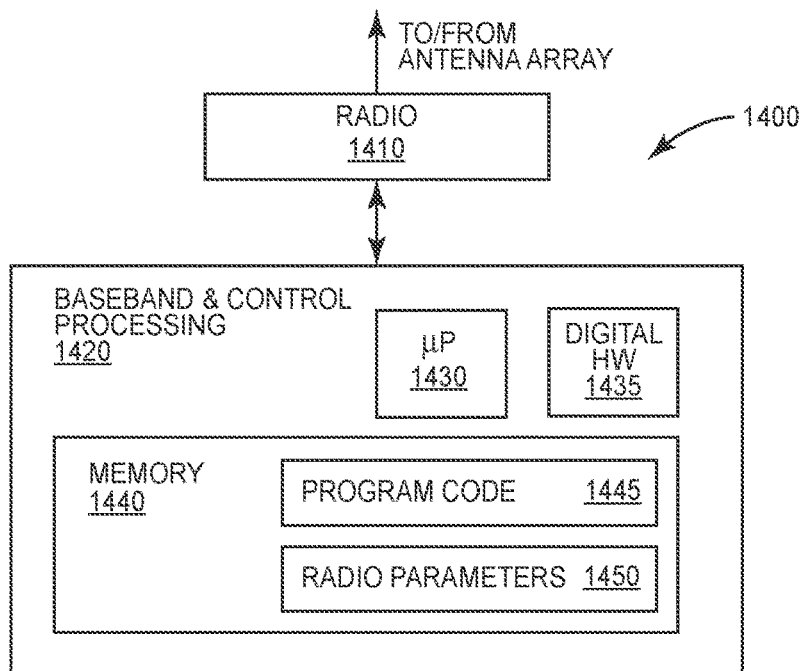 TO/FROM
ANTENNA ARRAY
RADIO
1410
1400
BASEBAND & CONTROL
PROCESSING
1420
μP
1430
DIGITAL
HW
1435
MEMORY
1440
PROGRAM CODE 1445
RADIO PARAMETERS 1450